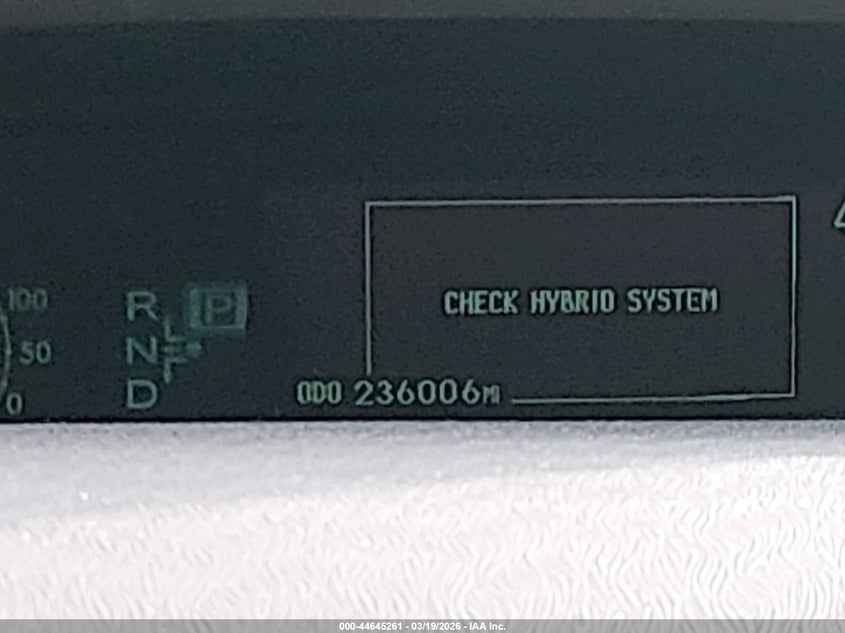 100
50
0
R
P
N
D
CHECK HYBRID SYSTEM
ODO 236006MI
000-44645261 - 03/19/2026 - IAA Inc.